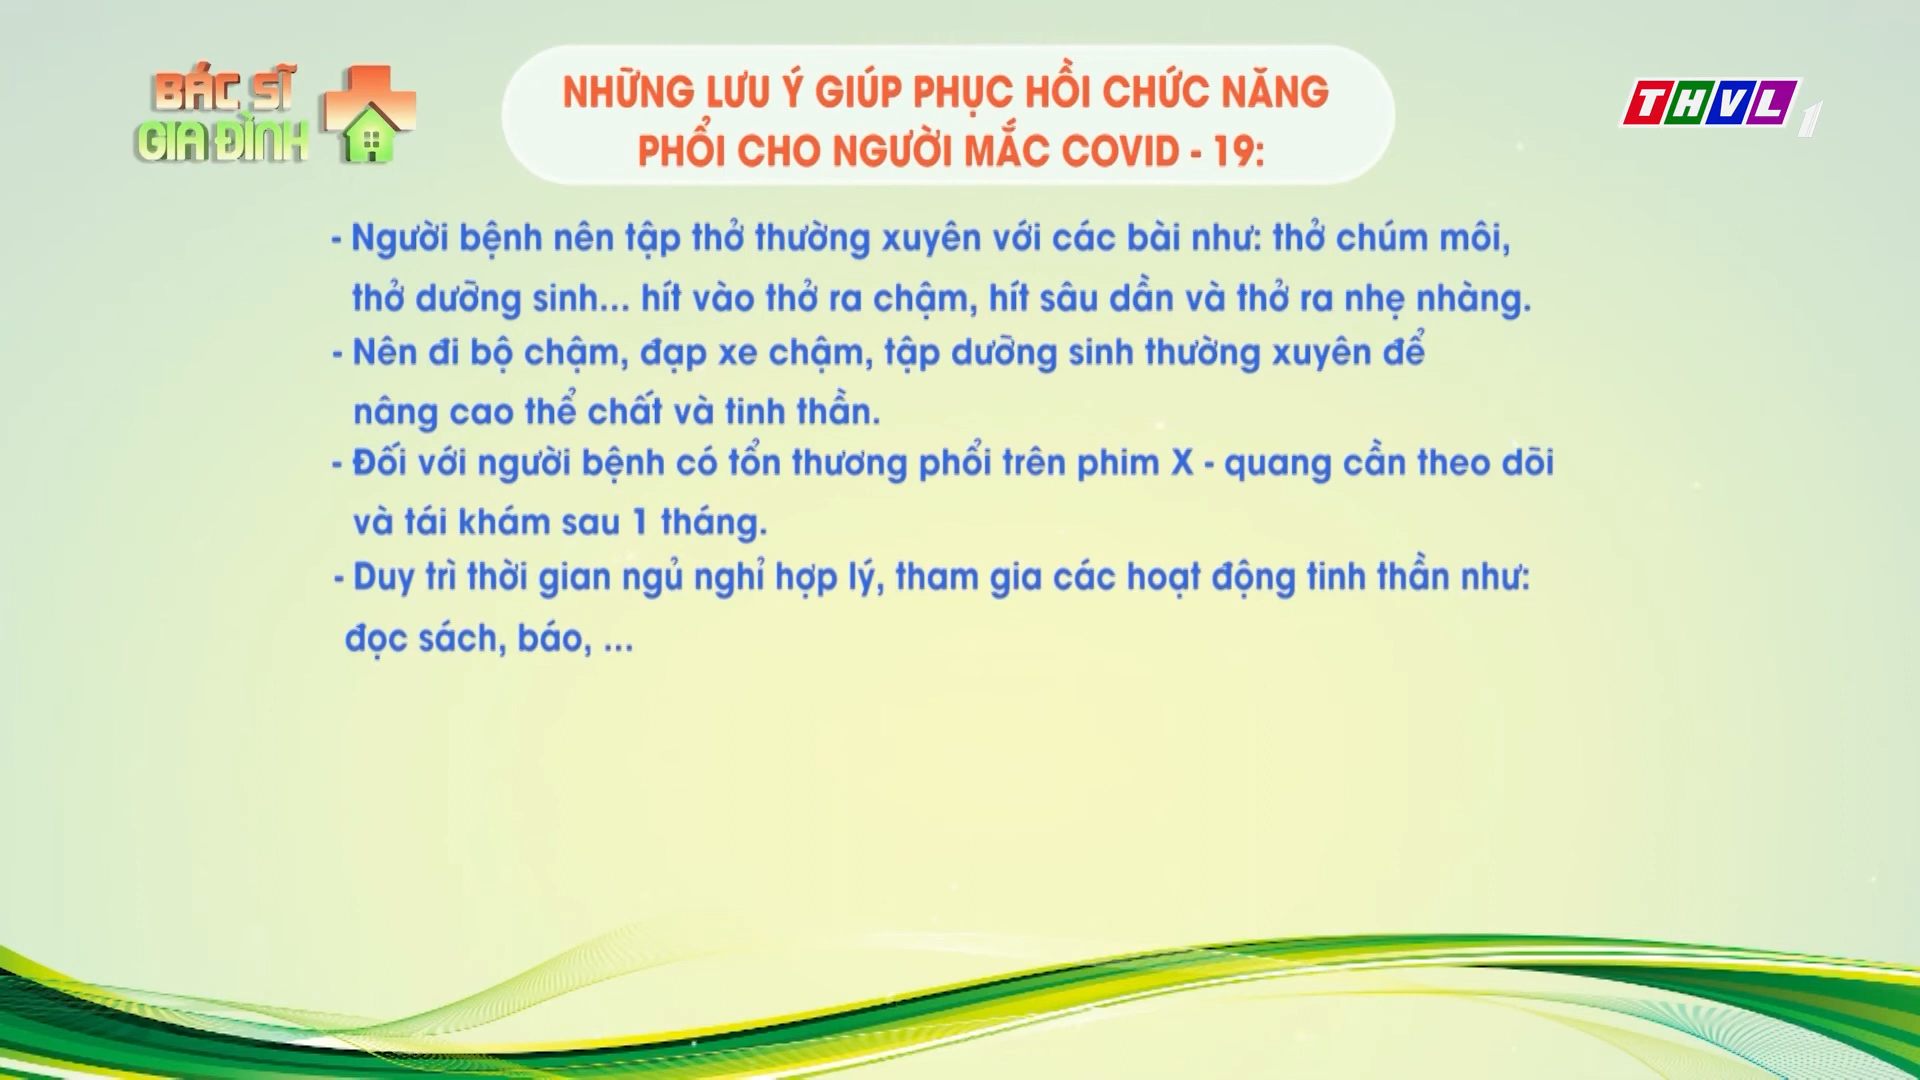 BÁC SĨ
GIA ĐÌNH
NHỮNG LƯU Ý GIÚP PHỤC HỒI CHỨC NĂNG
PHỔI CHO NGƯỜI MẮC COVID - 19:
THVL 1
- Người bệnh nên tập thở thường xuyên với các bài như: thở chúm môi,
thở dưỡng sinh... hít vào thở ra chậm, hít sâu dần và thở ra nhẹ nhàng.
- Nên đi bộ chậm, đạp xe chậm, tập dưỡng sinh thường xuyên để
nâng cao thể chất và tinh thần.
- Đối với người bệnh có tổn thương phổi trên phim X - quang cần theo dõi
và tái khám sau 1 tháng.
- Duy trì thời gian ngủ nghỉ hợp lý, tham gia các hoạt động tinh thần như:
đọc sách, báo, ...